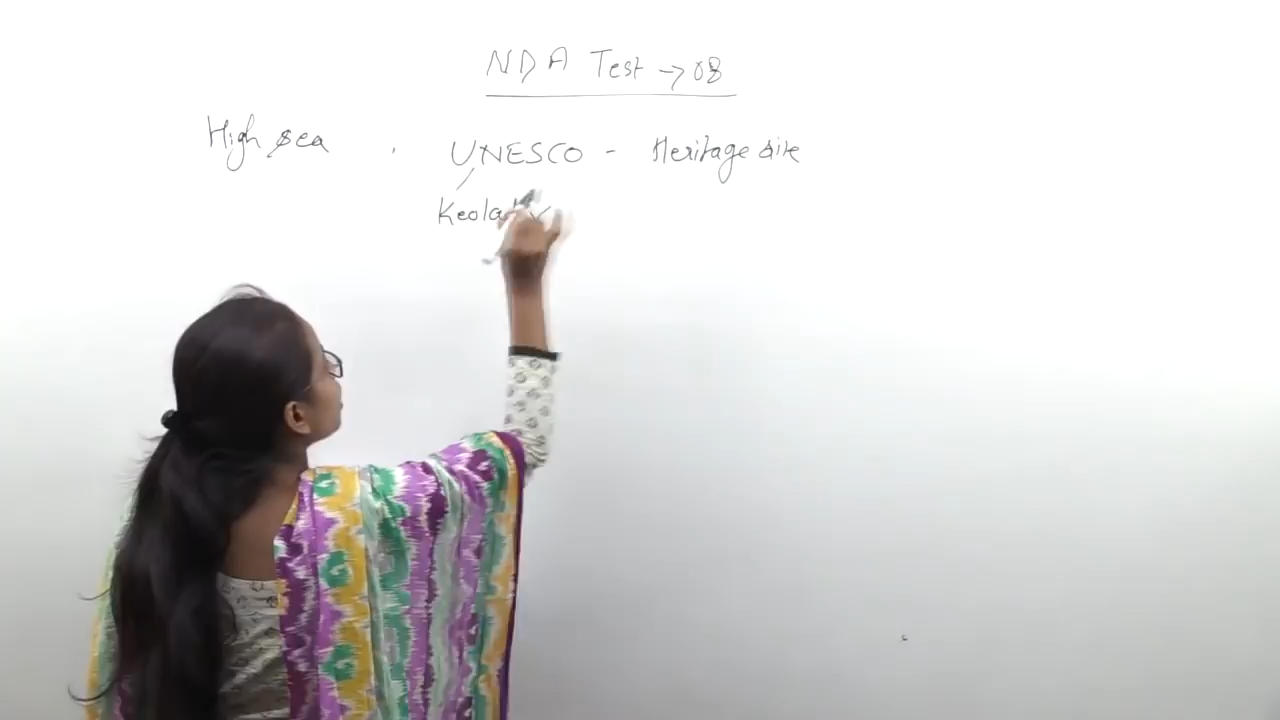 NDA Test → 08
High sea . UNESCO - Heritage site